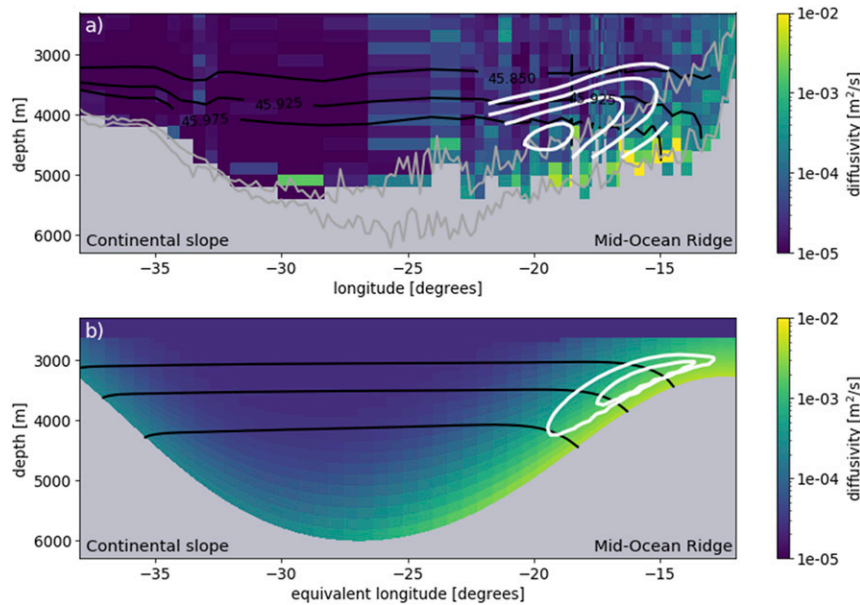 a)
3000
4000
5000
6000
depth [m]
45.850
45.925
45.925
45.975
Continental slope
Mid-Ocean Ridge
−35
−30
−25
−20
−15
longitude [degrees]
1e-02
1e-03
1e-04
1e-05
diffusivity [m²/s]
b)
3000
4000
5000
6000
depth [m]
Continental slope
Mid-Ocean Ridge
−35
−30
−25
−20
−15
equivalent longitude [degrees]
1e-02
1e-03
1e-04
1e-05
diffusivity [m²/s]